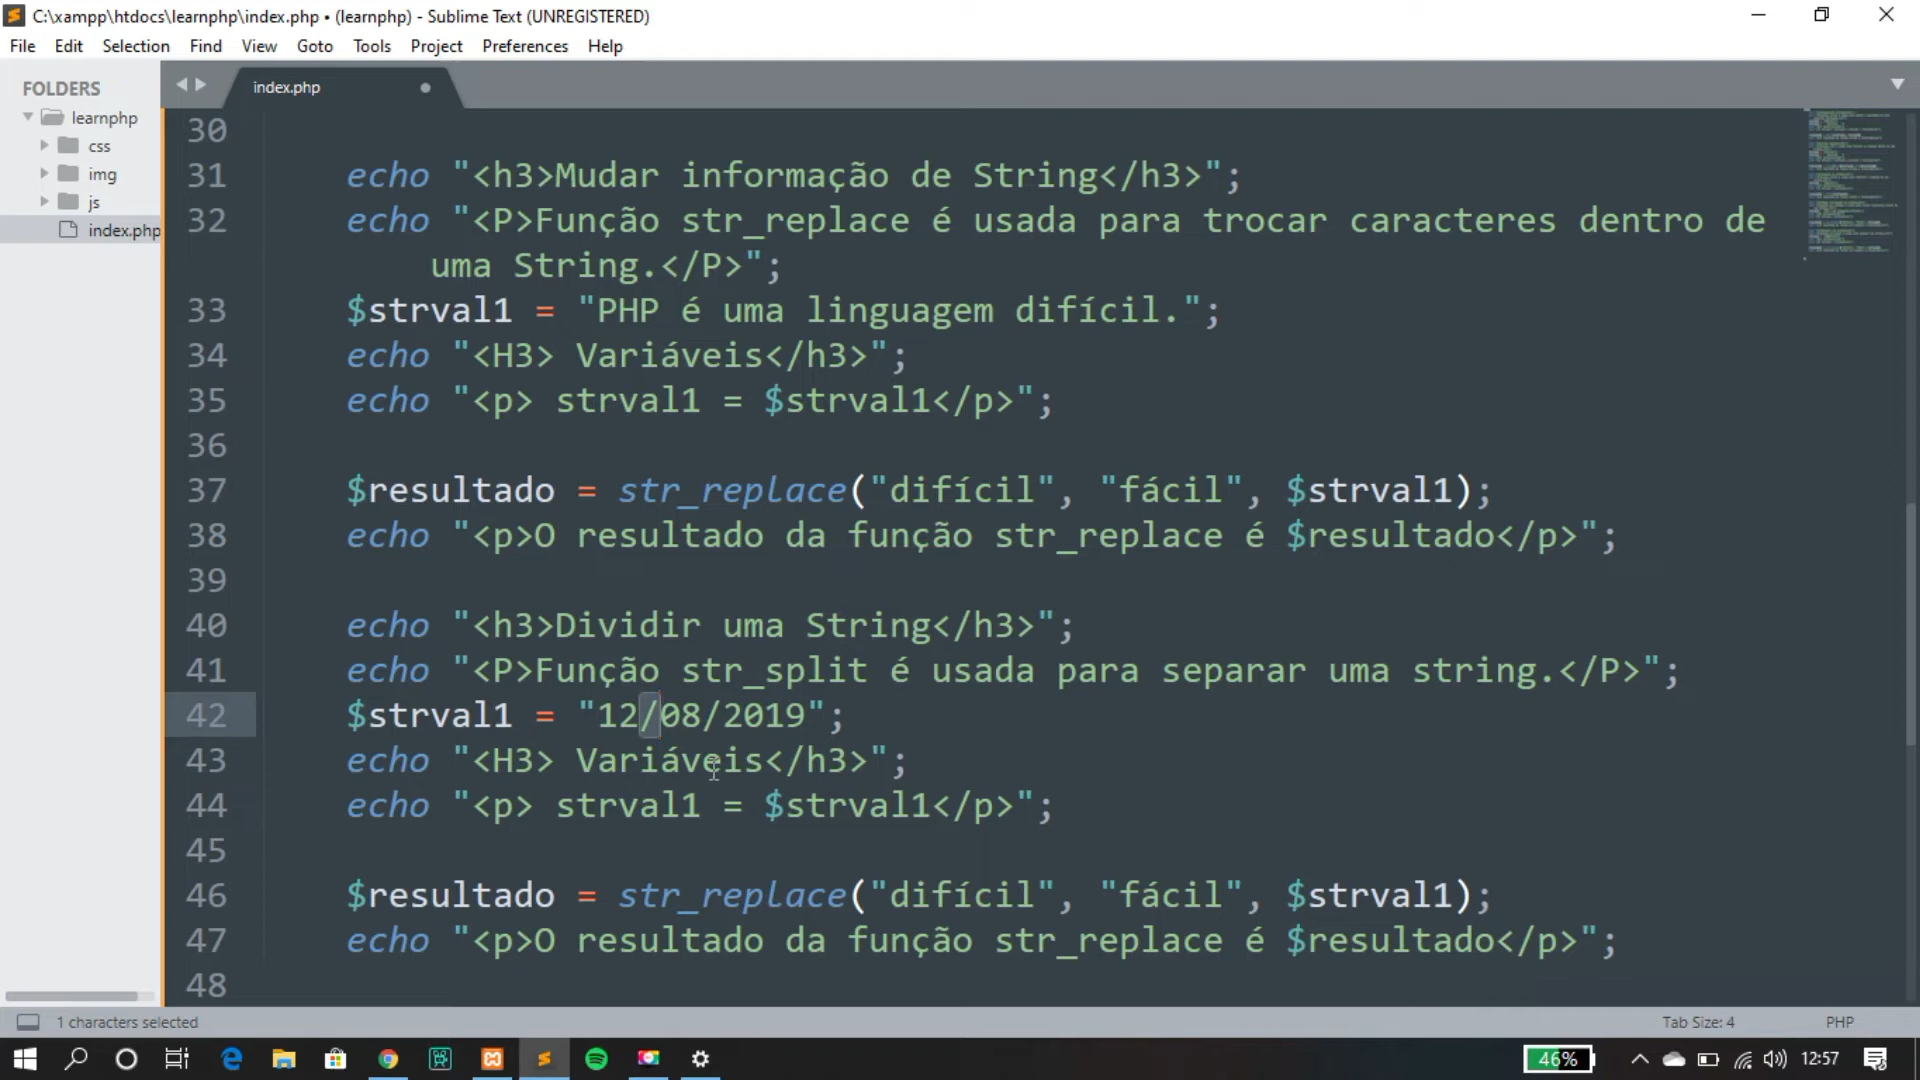 C:\xampp\htdocs\learnphp\index.php • (learnphp) - Sublime Text (UNREGISTERED)
File Edit Selection Find View Goto Tools Project Preferences Help
FOLDERS
learnphp
css
img
js
index.php
index.php
30
31 echo "<h3>Mudar informação de String</h3>";
32 echo "<P>Função str_replace é usada para trocar caracteres dentro de
uma String.</P>";
33 $strval1 = "PHP é uma linguagem difícil.";
34 echo "<H3> Variáveis</h3>";
35 echo "<p> strval1 = $strval1</p>";
36
37 $resultado = str_replace("difícil", "fácil", $strval1);
38 echo "<p>O resultado da função str_replace é $resultado</p>";
39
40 echo "<h3>Dividir uma String</h3>";
41 echo "<P>Função str_split é usada para separar uma string.</P>";
42 $strval1 = "12/08/2019";
43 echo "<H3> Variáveis</h3>";
44 echo "<p> strval1 = $strval1</p>";
45
46 $resultado = str_replace("difícil", "fácil", $strval1);
47 echo "<p>O resultado da função str_replace é $resultado</p>";
48
1 characters selected Tab Size: 4 PHP
46% 12:57